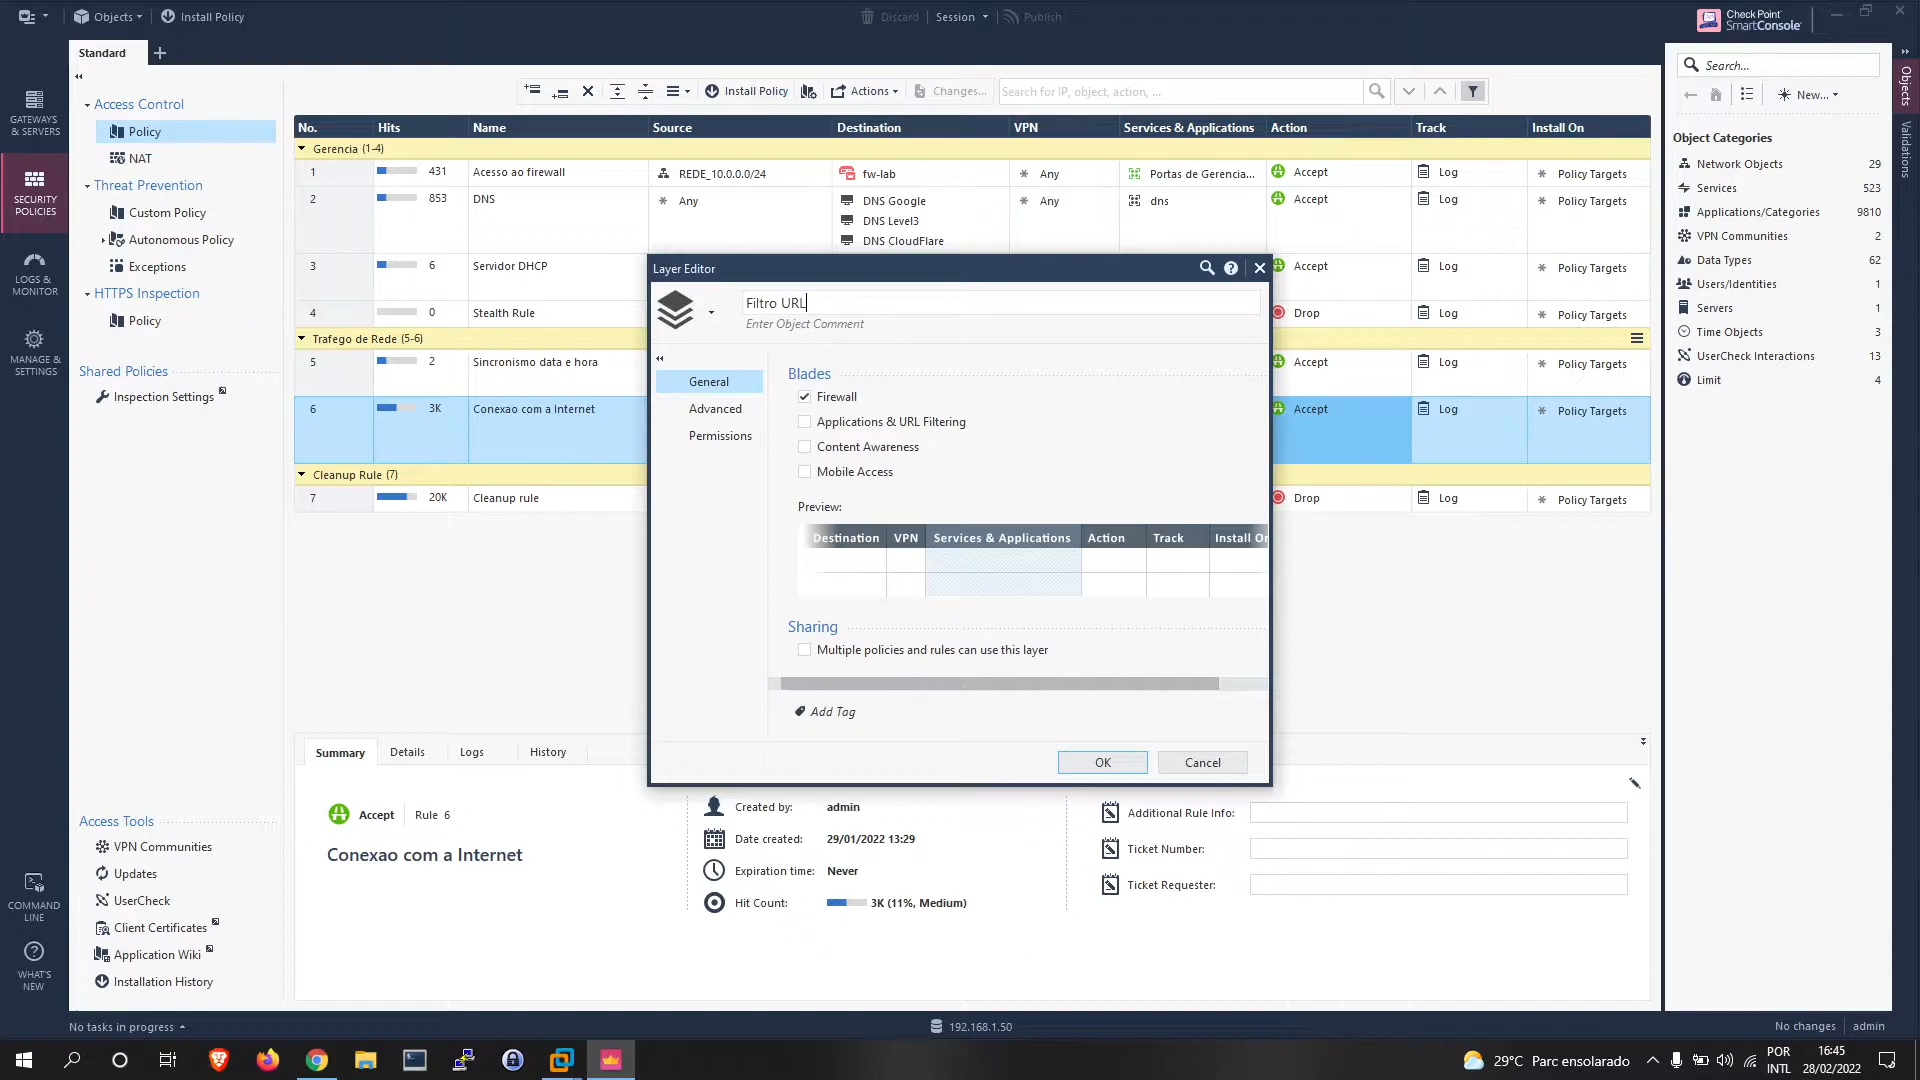 Objects
Install Policy
Discard
Session
Publish
Check Point
SmartConsole
Standard
GATEWAYS
& SERVERS
SECURITY
POLICIES
LOGS &
MONITOR
MANAGE &
SETTINGS
COMMAND
LINE
WHAT'S
NEW
Access Control
Policy
NAT
Threat Prevention
Custom Policy
Autonomous Policy
Exceptions
HTTPS Inspection
Policy
Shared Policies
Inspection Settings
Access Tools
VPN Communities
Updates
UserCheck
Client Certificates
Application Wiki
Installation History
Install Policy
Actions
Changes...
Search for IP, object, action, ...
No. Hits Name Source Destination VPN Services & Applications Action Track Install On
Gerencia (1-4)
1 431 Acesso ao firewall REDE_10.0.0.0/24 fw-lab Any Portas de Gerencia... Accept Log Policy Targets
2 853 DNS Any DNS Google Any dns Accept Log Policy Targets
DNS Level3
DNS CloudFlare
3 6 Servidor DHCP Accept Log Policy Targets
4 0 Stealth Rule Drop Log Policy Targets
Trafego de Rede (5-6)
5 2 Sincronismo data e hora Accept Log Policy Targets
6 3K Conexao com a Internet Accept Log Policy Targets
Cleanup Rule (7)
7 20K Cleanup rule Drop Log Policy Targets
Layer Editor
Filtro URL
Enter Object Comment
General
Advanced
Permissions
Blades
Firewall
Applications & URL Filtering
Content Awareness
Mobile Access
Preview:
Destination VPN Services & Applications Action Track Install On
Sharing
Multiple policies and rules can use this layer
Add Tag
OK
Cancel
Summary
Details
Logs
History
Accept
Rule 6
Conexao com a Internet
Created by: admin
Date created: 29/01/2022 13:29
Expiration time: Never
Hit Count: 3K (11%, Medium)
Additional Rule Info:
Ticket Number:
Ticket Requester:
Search...
New...
Object Categories
Network Objects 29
Services 523
Applications/Categories 9810
VPN Communities 2
Data Types 62
Users/Identities 1
Servers 1
Time Objects 3
UserCheck Interactions 13
Limit 4
Objects
Validations
No tasks in progress
192.168.1.50
No changes
admin
29°C Parc ensolarado
POR
INTL
16:45
28/02/2022